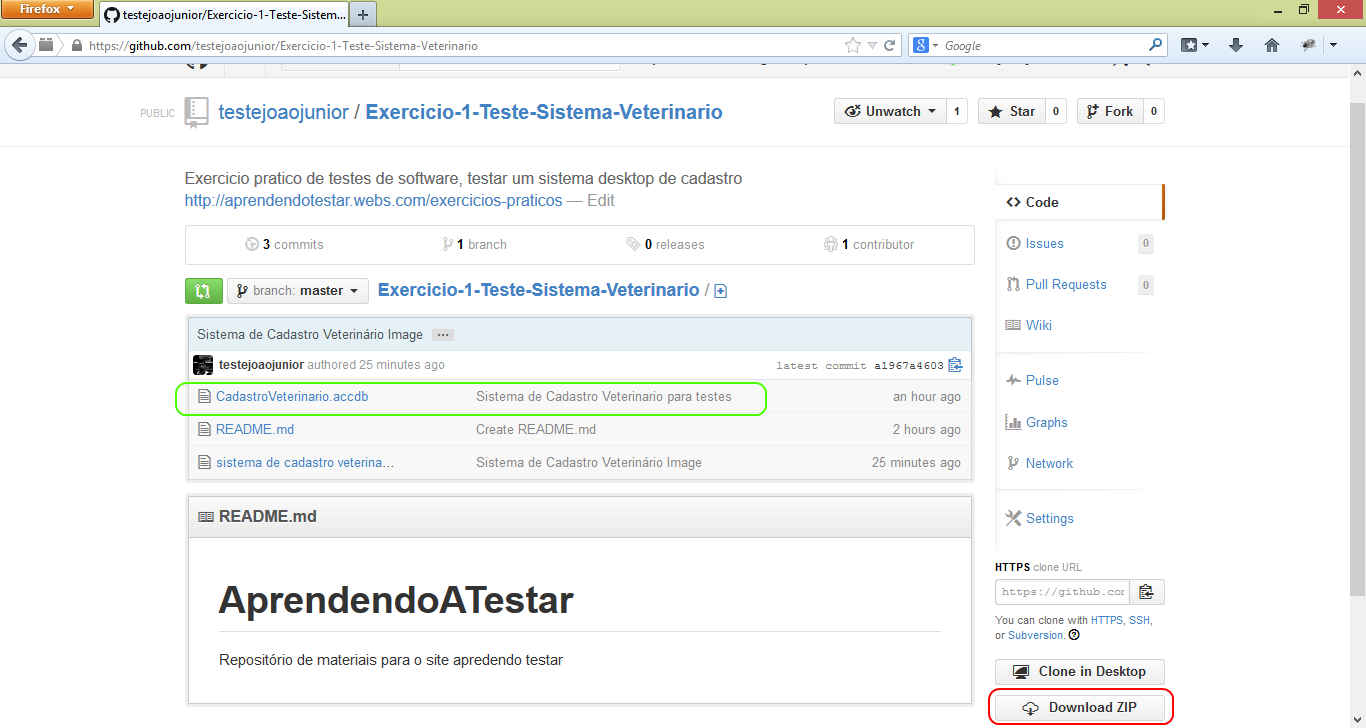 Firefox
testejoaojunior/Exercicio-1-Teste-Sistem...
https://github.com/testejoaojunior/Exercicio-1-Teste-Sistema-Veterinario
Google
PUBLIC testejoaojunior / Exercicio-1-Teste-Sistema-Veterinario
Unwatch 1 Star 0 Fork 0
Exercicio pratico de testes de software, testar um sistema desktop de cadastro
http://aprendendotestar.webs.com/exercicios-praticos — Edit
3 commits 1 branch 0 releases 1 contributor
branch: master Exercicio-1-Teste-Sistema-Veterinario /
Sistema de Cadastro Veterinário Image ...
testejoaojunior authored 25 minutes ago latest commit a1967a4603
CadastroVeterinario.accdb Sistema de Cadastro Veterinario para testes an hour ago
README.md Create README.md 2 hours ago
sistema de cadastro veterina... Sistema de Cadastro Veterinário Image 25 minutes ago
README.md
AprendendoATestar
Repositório de materiais para o site apredendo testar
Code
Issues 0
Pull Requests 0
Wiki
Pulse
Graphs
Network
Settings
HTTPS clone URL
https://github.com
You can clone with HTTPS, SSH,
or Subversion.
Clone in Desktop
Download ZIP